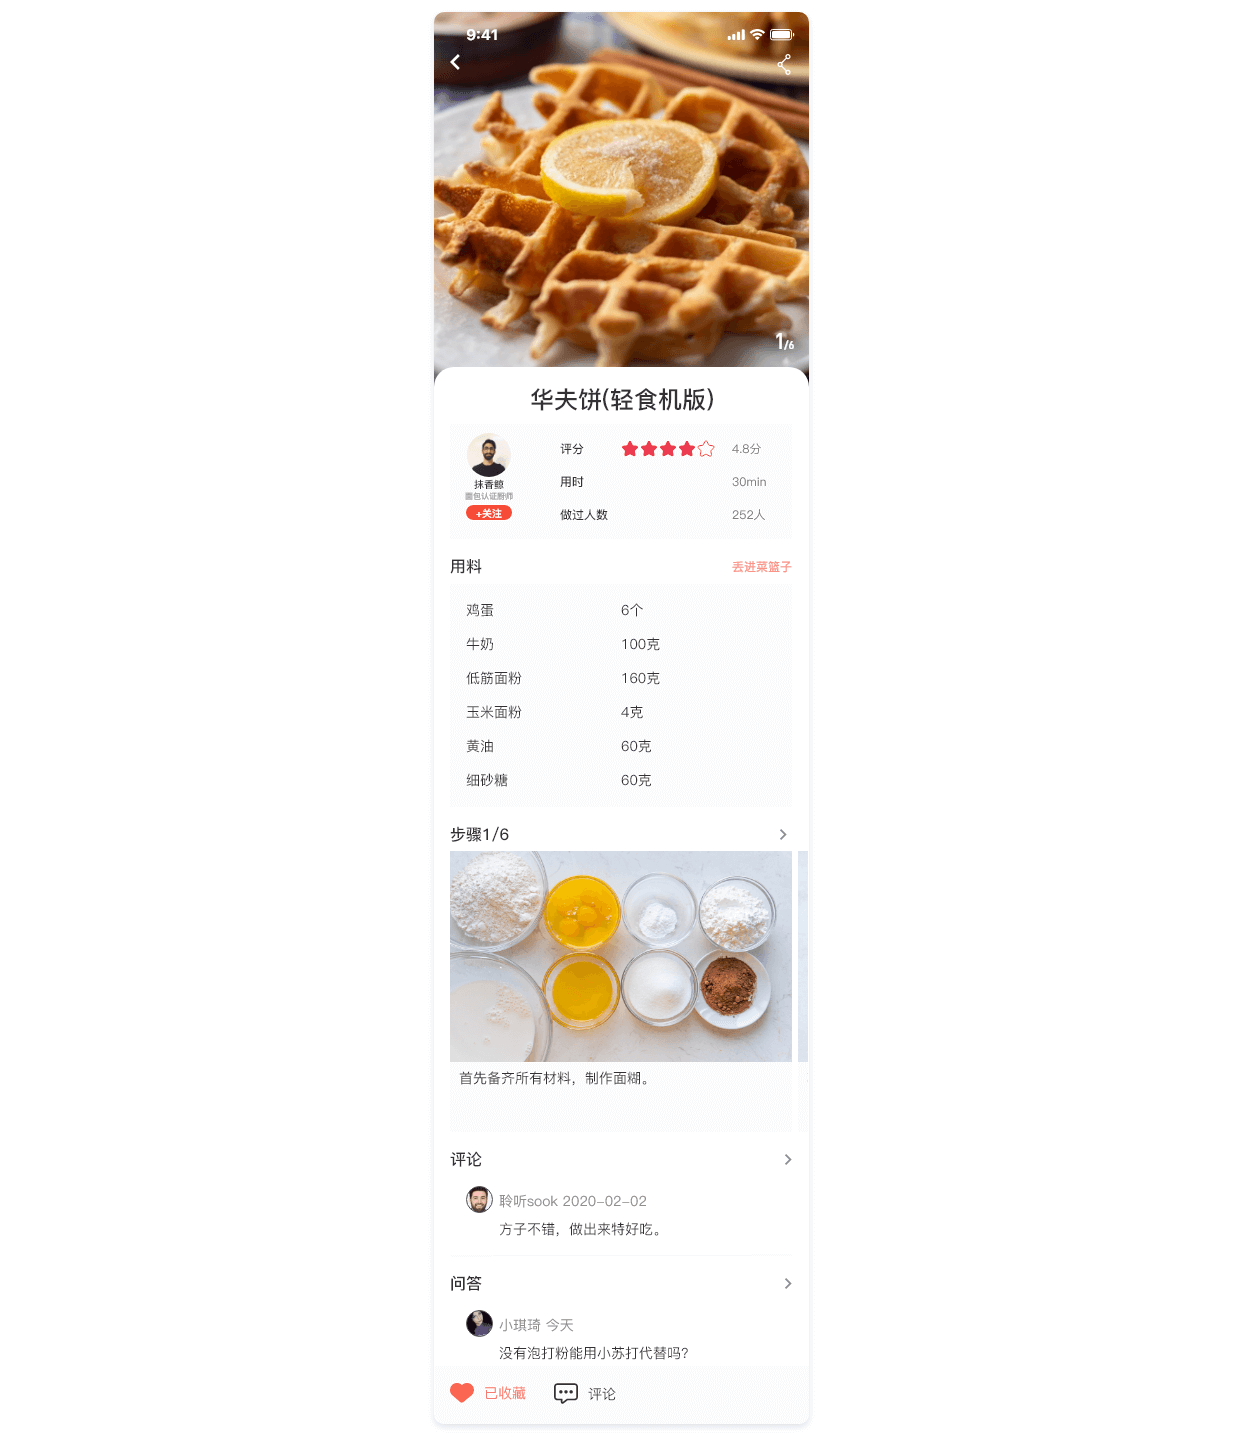 9:41
1/6
华夫饼(轻食机版)
抹香鲸
面包认证厨师
+关注
评分 4.8分
用时 30min
做过人数 252人
用料 丢进菜篮子
鸡蛋 6个
牛奶 100克
低筋面粉 160克
玉米面粉 4克
黄油 60克
细砂糖 60克
步骤1/6
首先备齐所有材料，制作面糊。
评论
聆听sook 2020-02-02
方子不错，做出来特好吃。
问答
小琪琦 今天
没有泡打粉能用小苏打代替吗？
已收藏 评论